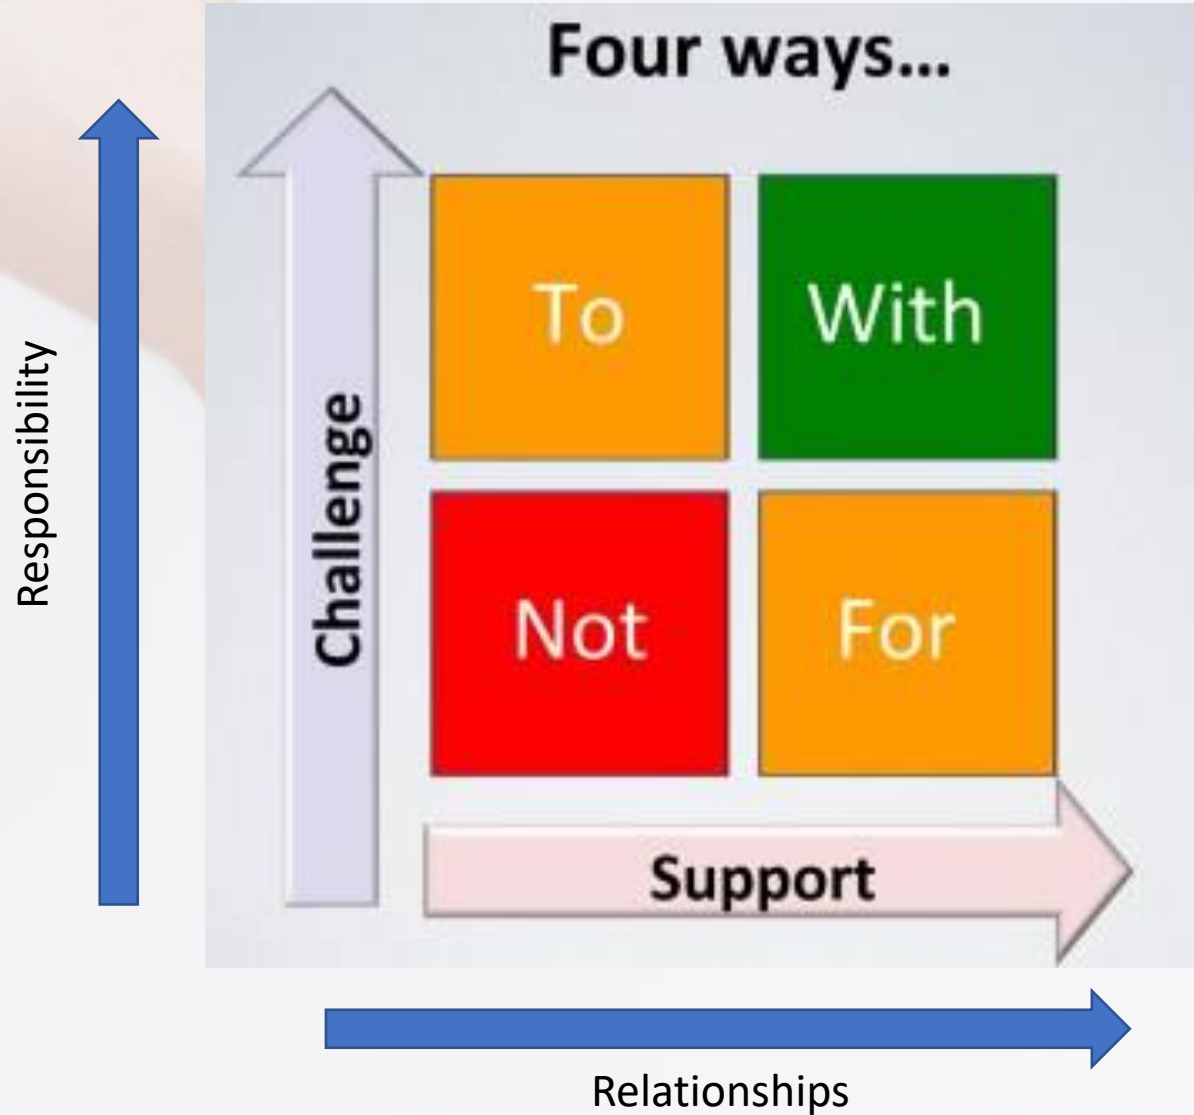 Four ways...
Responsibility
Challenge
To
With
Not
For
Support
Relationships